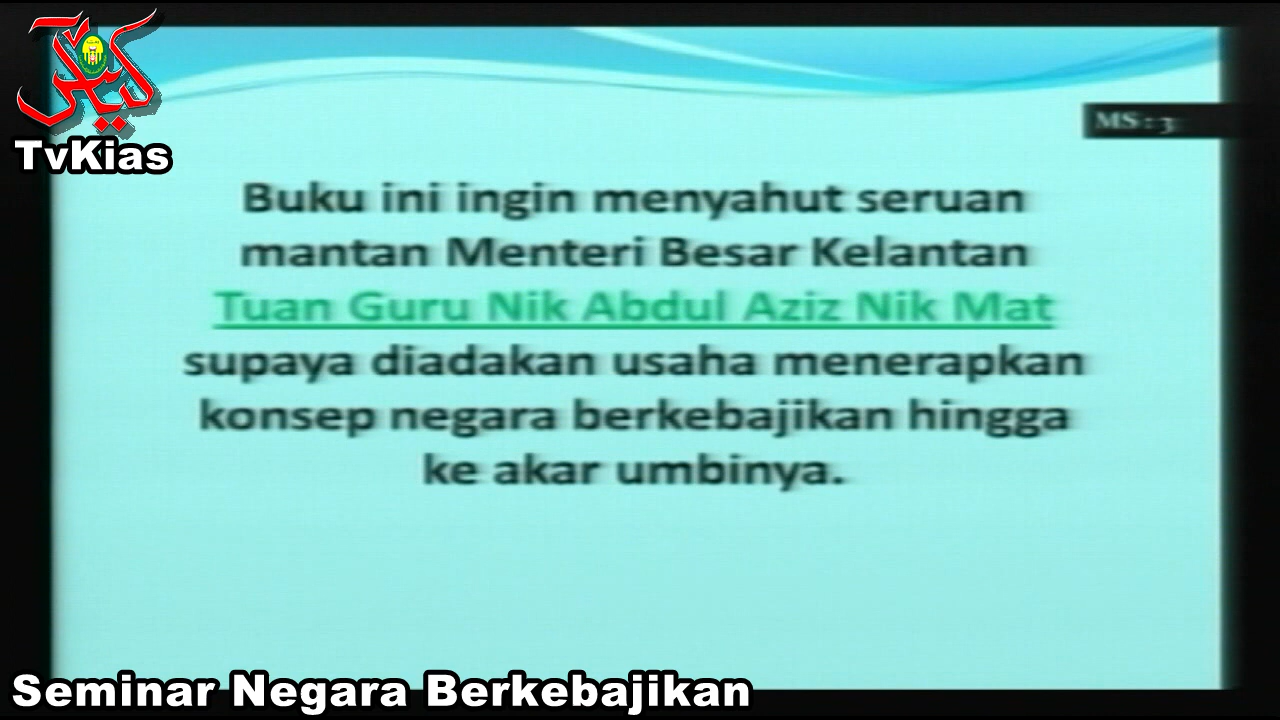 كياس
TvKias
MS : 3
Buku ini ingin menyahut seruan
mantan Menteri Besar Kelantan
Tuan Guru Nik Abdul Aziz Nik Mat
supaya diadakan usaha menerapkan
konsep negara berkebajikan hingga
ke akar umbinya.
Seminar Negara Berkebajikan